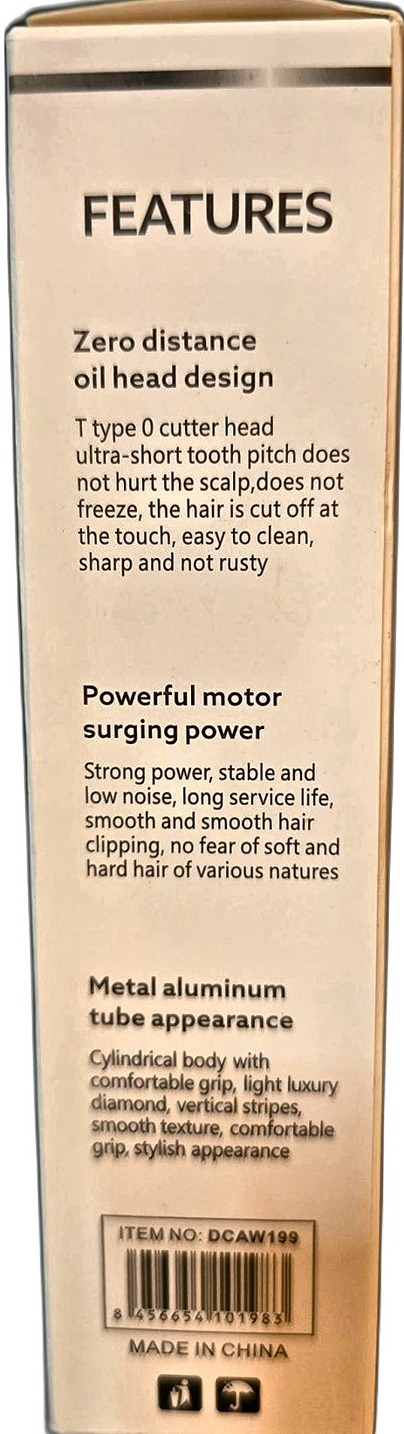 FEATURES
Zero distance
oil head design
T type 0 cutter head
ultra-short tooth pitch does
not hurt the scalp,does not
freeze, the hair is cut off at
the touch, easy to clean,
sharp and not rusty
Powerful motor
surging power
Strong power, stable and
low noise, long service life,
smooth and smooth hair
clipping, no fear of soft and
hard hair of various natures
Metal aluminum
tube appearance
Cylindrical body with
comfortable grip, light luxury
diamond, vertical stripes,
smooth texture, comfortable
grip, stylish appearance
ITEM NO: DCAW199
8 456654 101983
MADE IN CHINA